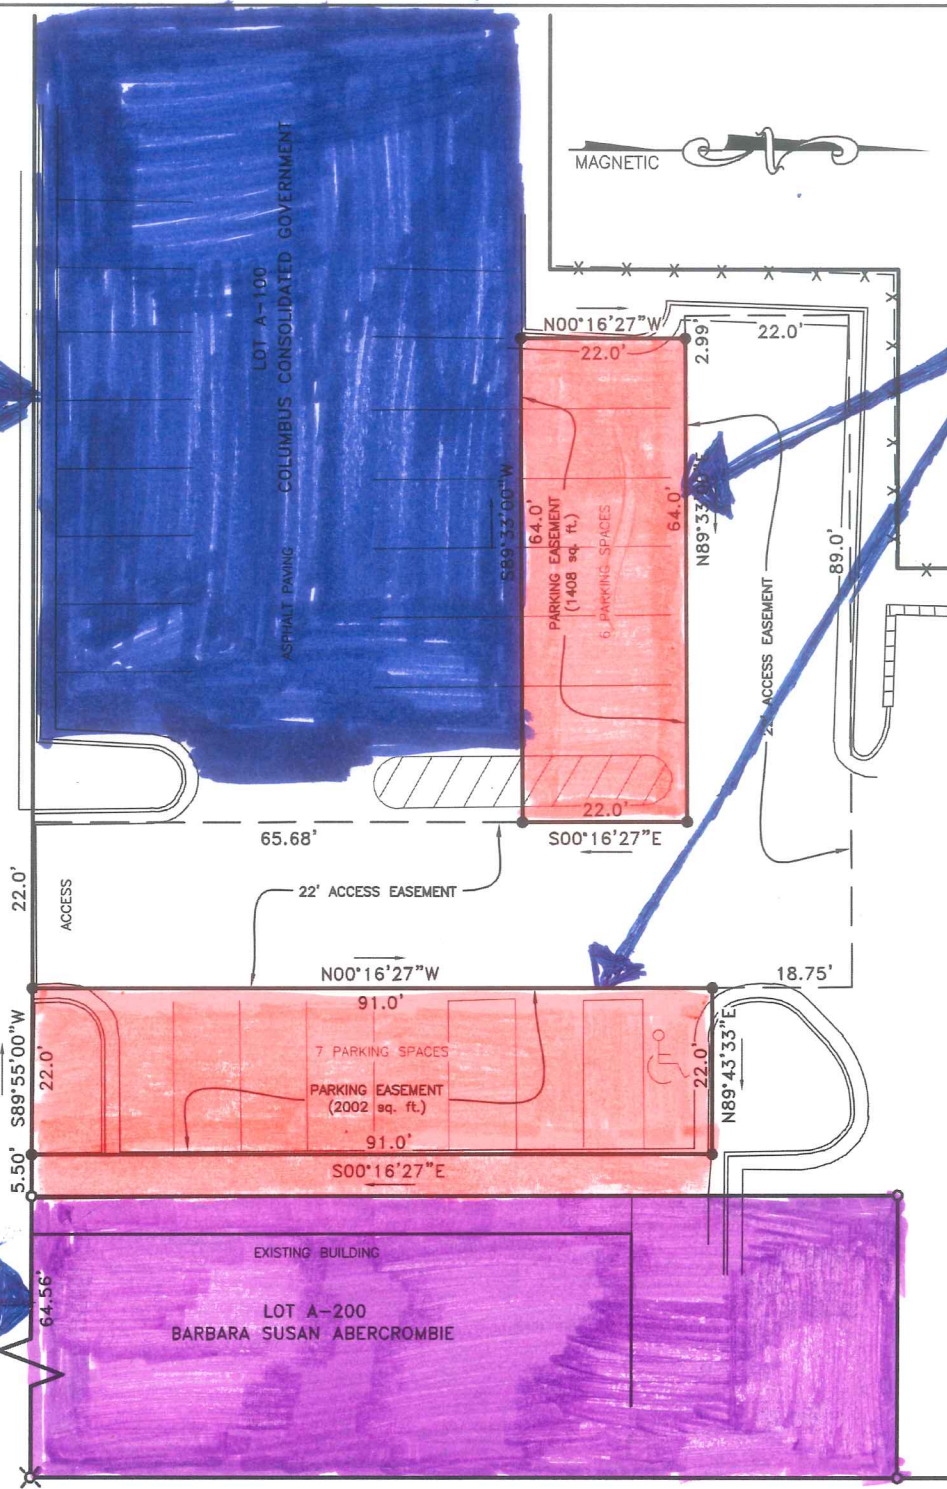 MAGNETIC
LOT A-100
COLUMBUS CONSOLIDATED GOVERNMENT
ASPHALT PAVING
N00°16'27"W
22.0'
2.99'
22.0'
S89°33'00"W
64.0'
PARKING EASEMENT
(1408 sq. ft.)
6 PARKING SPACES
64.0'
N89°33'00"E
22' ACCESS EASEMENT
89.0'
22.0'
S00°16'27"E
65.68'
22.0'
ACCESS
22' ACCESS EASEMENT
N00°16'27"W
91.0'
18.75'
S89°55'00"W
22.0'
7 PARKING SPACES
PARKING EASEMENT
(2002 sq. ft.)
22.0'
N89°43'33"E
91.0'
S00°16'27"E
5.50'
EXISTING BUILDING
64.56'
LOT A-200
BARBARA SUSAN ABERCROMBIE